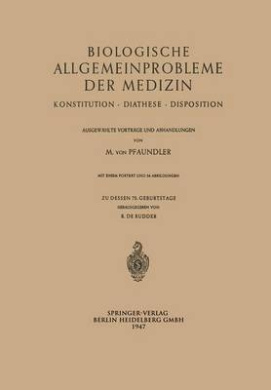 BIOLOGISCHE
ALLGEMEINPROBLEME
DER MEDIZIN
KONSTITUTION · DIATHESE · DISPOSITION
AUSGEWÄHLTE VORTRÄGE UND ABHANDLUNGEN
VON
M. VON PFAUNDLER
MIT EINEM PORTRÄT UND 46 ABBILDUNGEN
ZU DESSEN 75. GEBURTSTAGE
HERAUSGEGEBEN VON
B. DE RUDDER
SPRINGER-VERLAG
BERLIN HEIDELBERG GMBH
1947